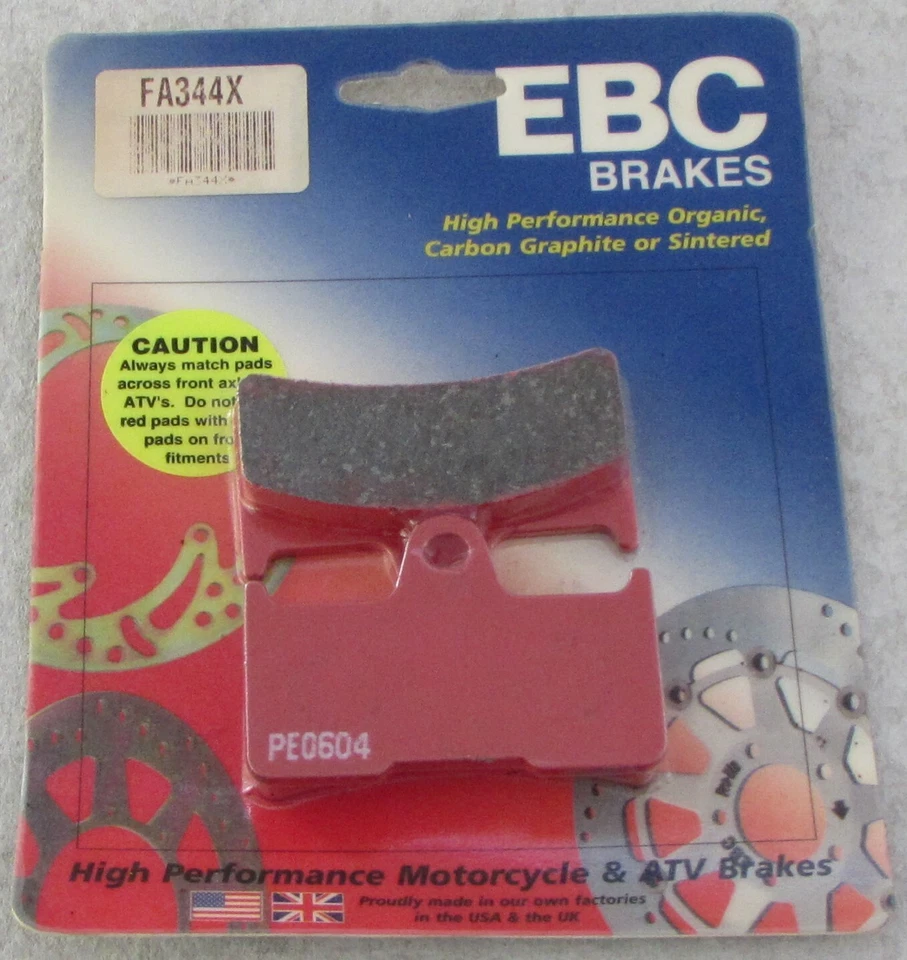 FA344X
*FA344X*
EBC
BRAKES
High Performance Organic,
Carbon Graphite or Sintered
CAUTION
Always match pads
across front
ATV's. Do not
red pads with
pads on
fitments
PE0604
High Performance Motorcycle & ATV Brakes
Proudly made in our own factories
in the USA & the UK